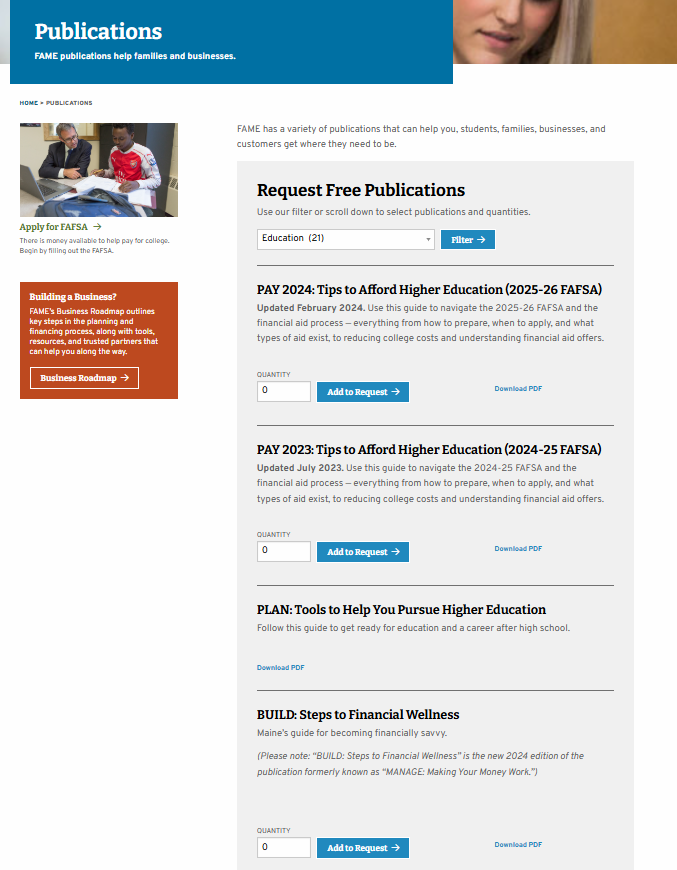 Publications
FAME publications help families and businesses.
HOME > PUBLICATIONS
Apply for FAFSA →
There is money available to help pay for college.
Begin by filling out the FAFSA.
Building a Business?
FAME's Business Roadmap outlines
key steps in the planning and
financing process, along with tools,
resources, and trusted partners that
can help you along the way.
Business Roadmap →
FAME has a variety of publications that can help you, students, families, businesses, and
customers get where they need to be.
Request Free Publications
Use our filter or scroll down to select publications and quantities.
Education (21)
Filter →
PAY 2024: Tips to Afford Higher Education (2025-26 FAFSA)
Updated February 2024. Use this guide to navigate the 2025-26 FAFSA and the
financial aid process — everything from how to prepare, when to apply, and what
types of aid exist, to reducing college costs and understanding financial aid offers.
QUANTITY
0
Add to Request →
Download PDF
PAY 2023: Tips to Afford Higher Education (2024-25 FAFSA)
Updated July 2023. Use this guide to navigate the 2024-25 FAFSA and the
financial aid process — everything from how to prepare, when to apply, and what
types of aid exist, to reducing college costs and understanding financial aid offers.
QUANTITY
0
Add to Request →
Download PDF
PLAN: Tools to Help You Pursue Higher Education
Follow this guide to get ready for education and a career after high school.
Download PDF
BUILD: Steps to Financial Wellness
Maine's guide for becoming financially savvy.
(Please note: “BUILD: Steps to Financial Wellness” is the new 2024 edition of the
publication formerly known as “MANAGE: Making Your Money Work.”)
QUANTITY
0
Add to Request →
Download PDF